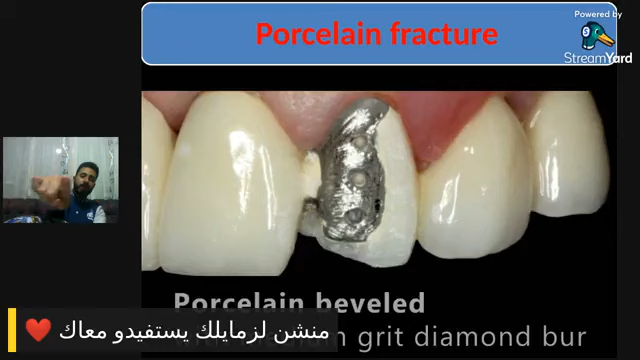 Porcelain fracture
Powered by
StreamYard
Porcelain beveled
grit diamond bur
منشن لزمايلك يستفيدو معاك ❤️